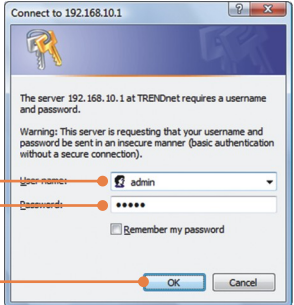 Connect to 192.168.10.1
The server 192.168.10.1 at TRENDnet requires a username
and password.
Warning: This server is requesting that your username and
password be sent in an insecure manner (basic authentication
without a secure connection).
User name:
admin
Password:
•••••
Remember my password
OK
Cancel